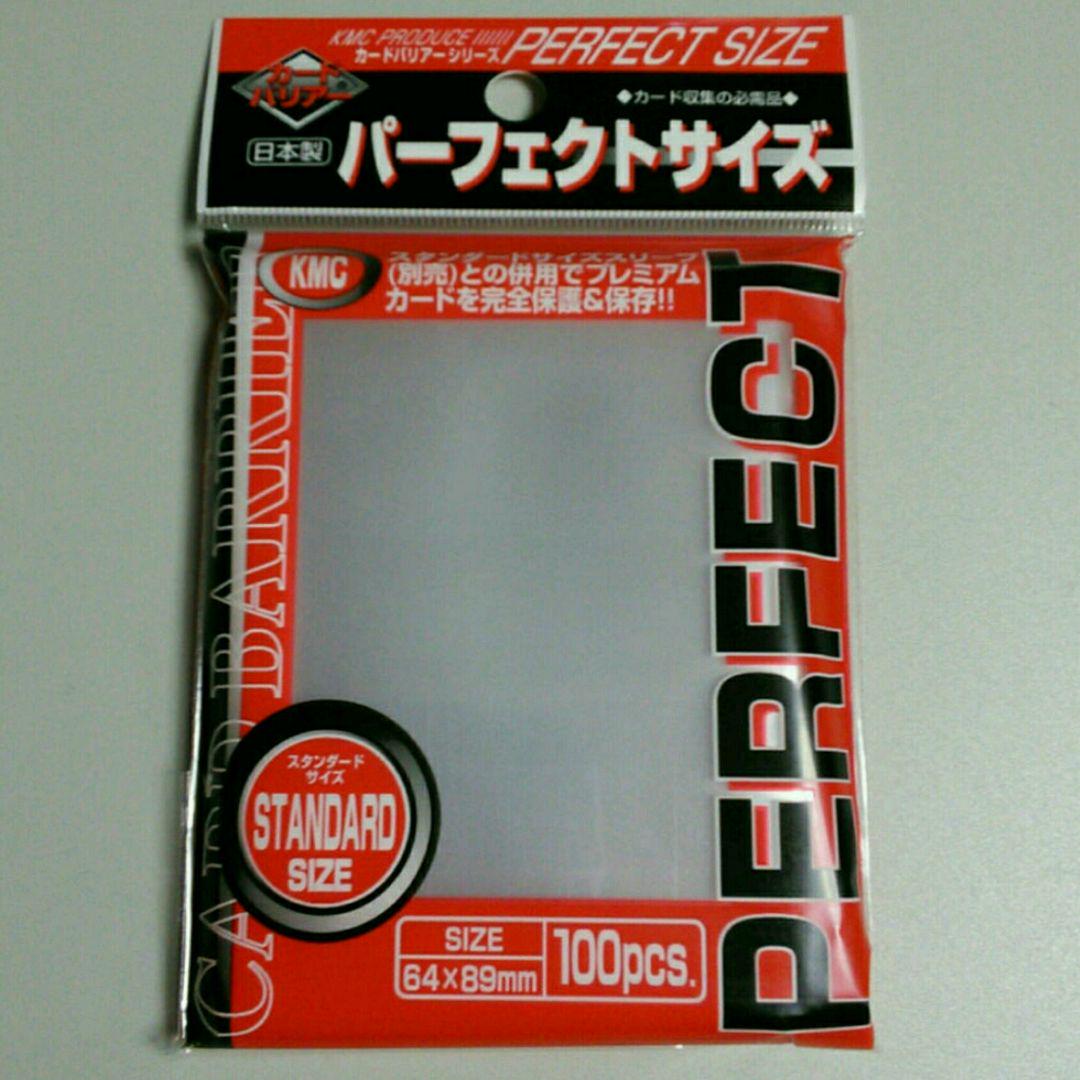 KMC PRODUCE
カードバリアーシリーズ
PERFECT SIZE
カード
バリアー
◆カード収集の必需品◆
日本製
パーフェクトサイズ
KMC
スタンダードサイズスリーブ
(別売)との併用でプレミアム
カードを完全保護&保存!!
CARD BARRIER
PERFECT
スタンダード
サイズ
STANDARD
SIZE
SIZE
64×89mm
100pcs.